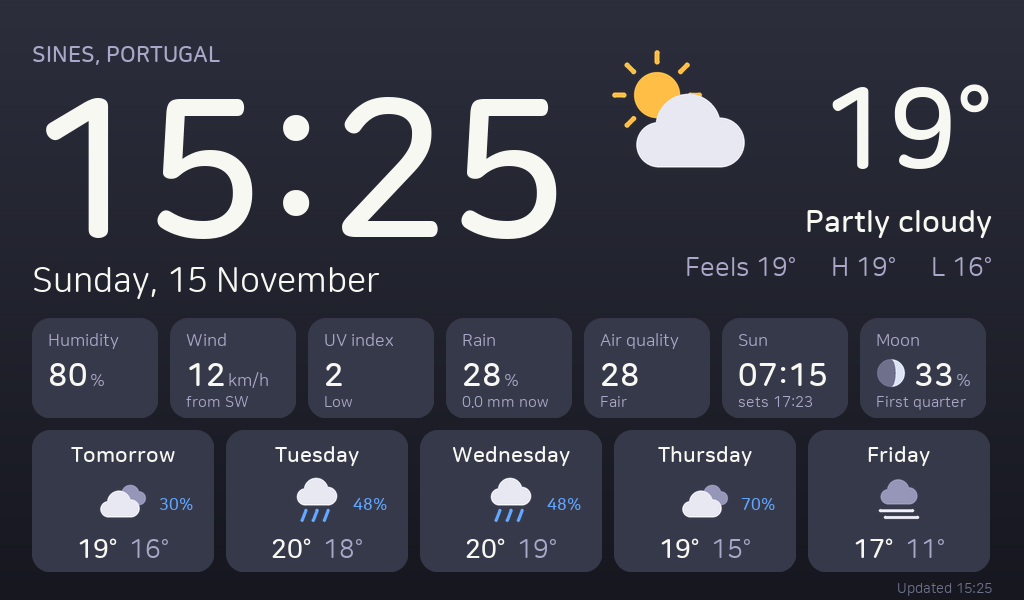 SINES, PORTUGAL
15:25
Sunday, 15 November
19°
Partly cloudy
Feels 19° H 19° L 16°
Humidity
80 %
Wind
12 km/h
from SW
UV index
2
Low
Rain
28 %
0.0 mm now
Air quality
28
Fair
Sun
07:15
sets 17:23
Moon
33 %
First quarter
Tomorrow
30%
19° 16°
Tuesday
48%
20° 18°
Wednesday
48%
20° 19°
Thursday
70%
19° 15°
Friday
17° 11°
Updated 15:25